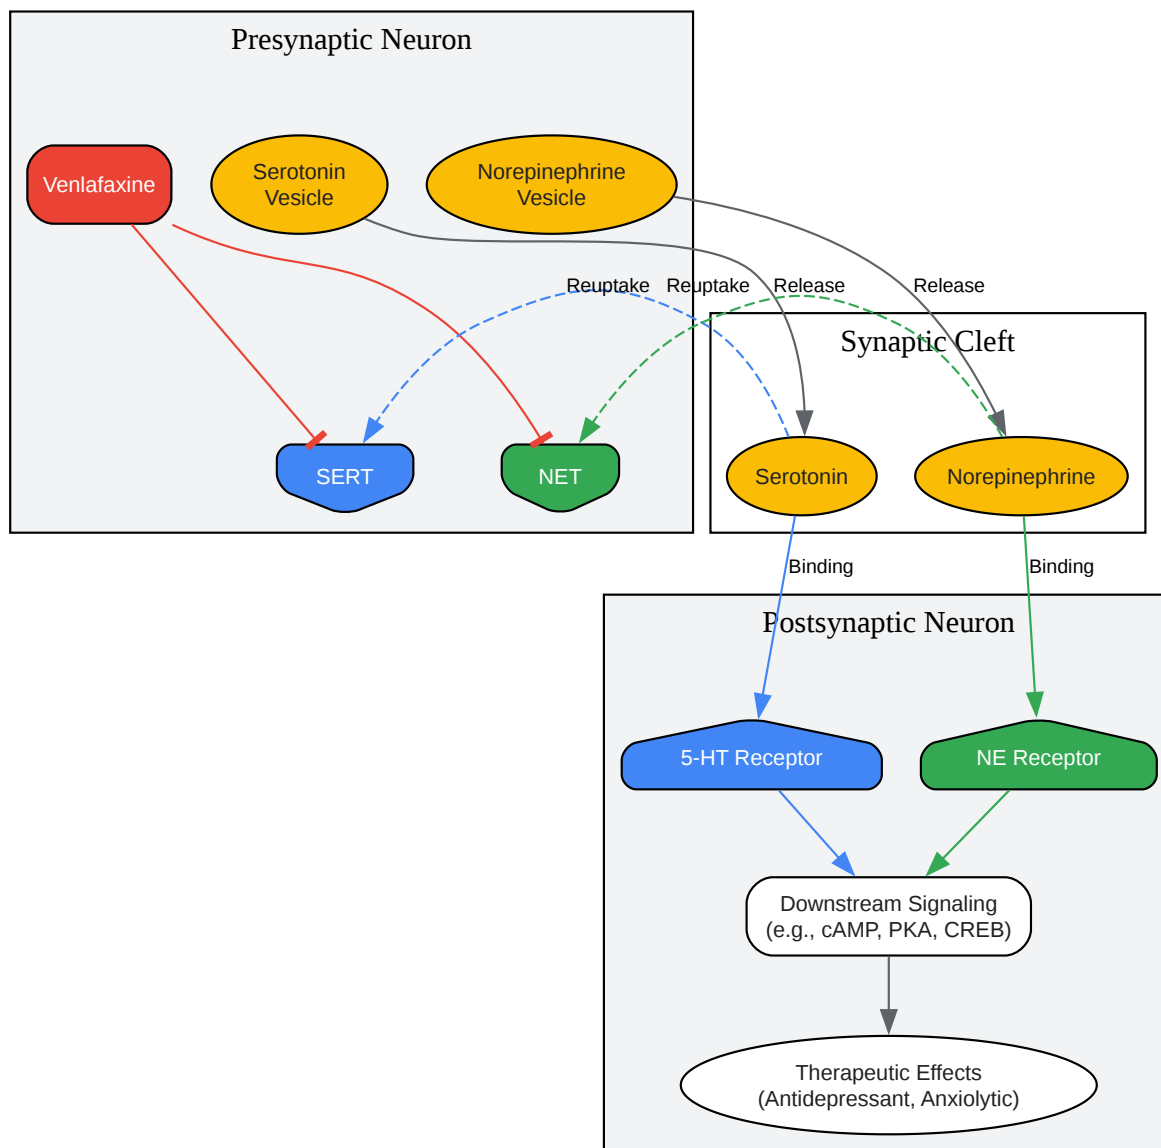 Presynaptic Neuron
Venlafaxine
Serotonin
Vesicle
Norepinephrine
Vesicle
Reuptake
Reuptake
Release
Release
Synaptic Cleft
SERT
NET
Serotonin
Norepinephrine
Binding
Binding
Postsynaptic Neuron
5-HT Receptor
NE Receptor
Downstream Signaling
(e.g., cAMP, PKA, CREB)
Therapeutic Effects
(Antidepressant, Anxiolytic)